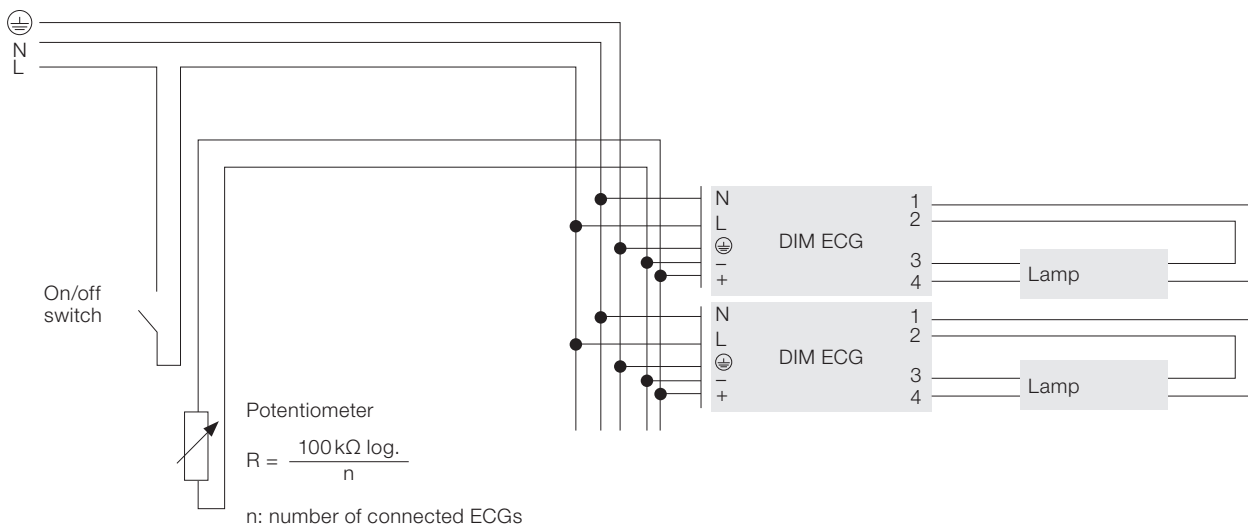 N
L
On/off
switch
Potentiometer
R = 100 kΩ log.
n
n: number of connected ECGs
N
L
–
+
DIM ECG
1
2
3
4
Lamp
N
L
–
+
DIM ECG
1
2
3
4
Lamp